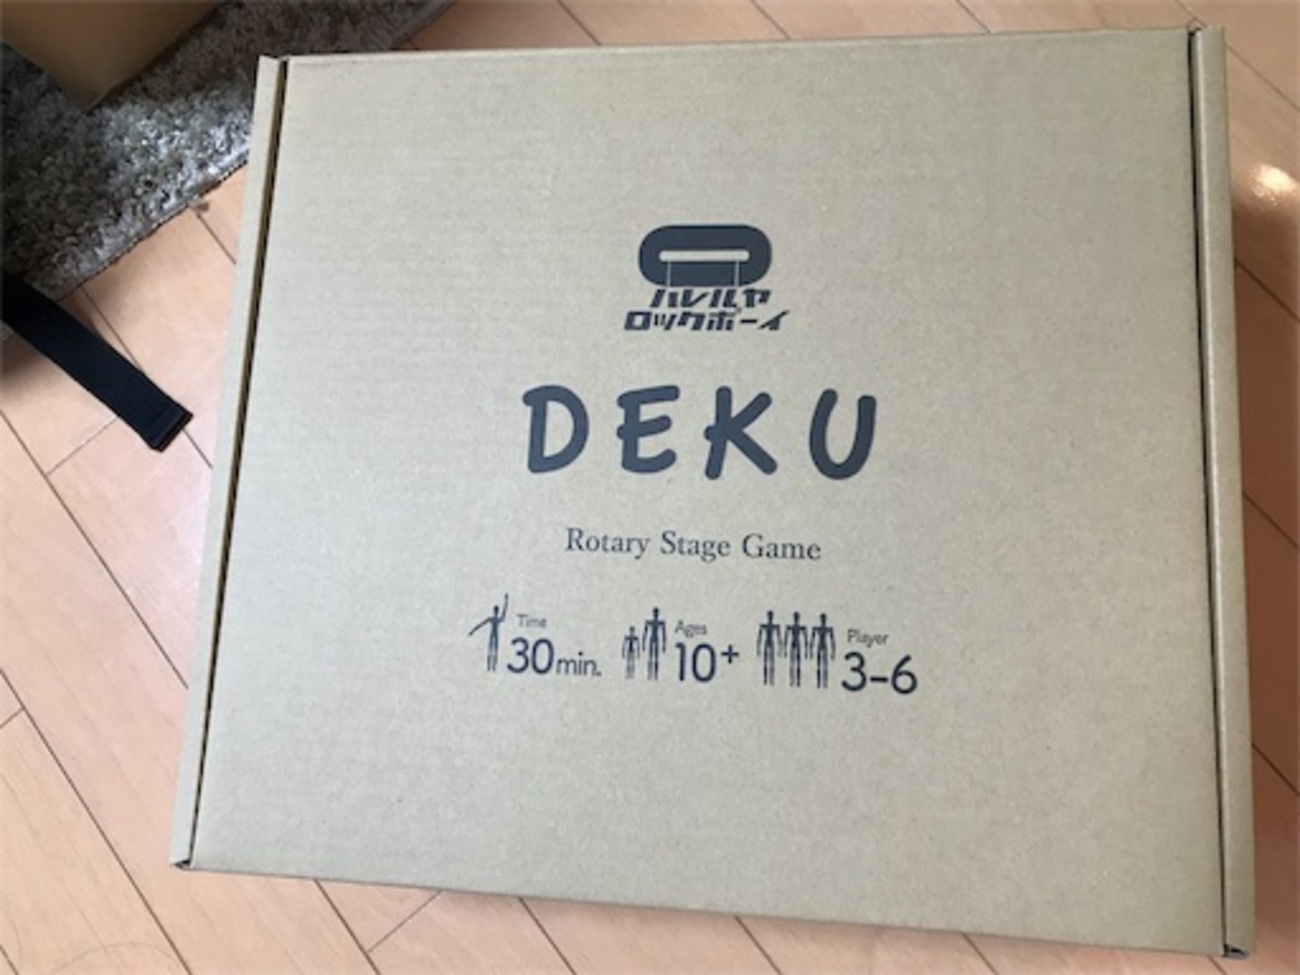 ハレルヤ
ロックボーイ
DEKU
Rotary Stage Game
Time
30min.
Ages
10+
Player
3-6